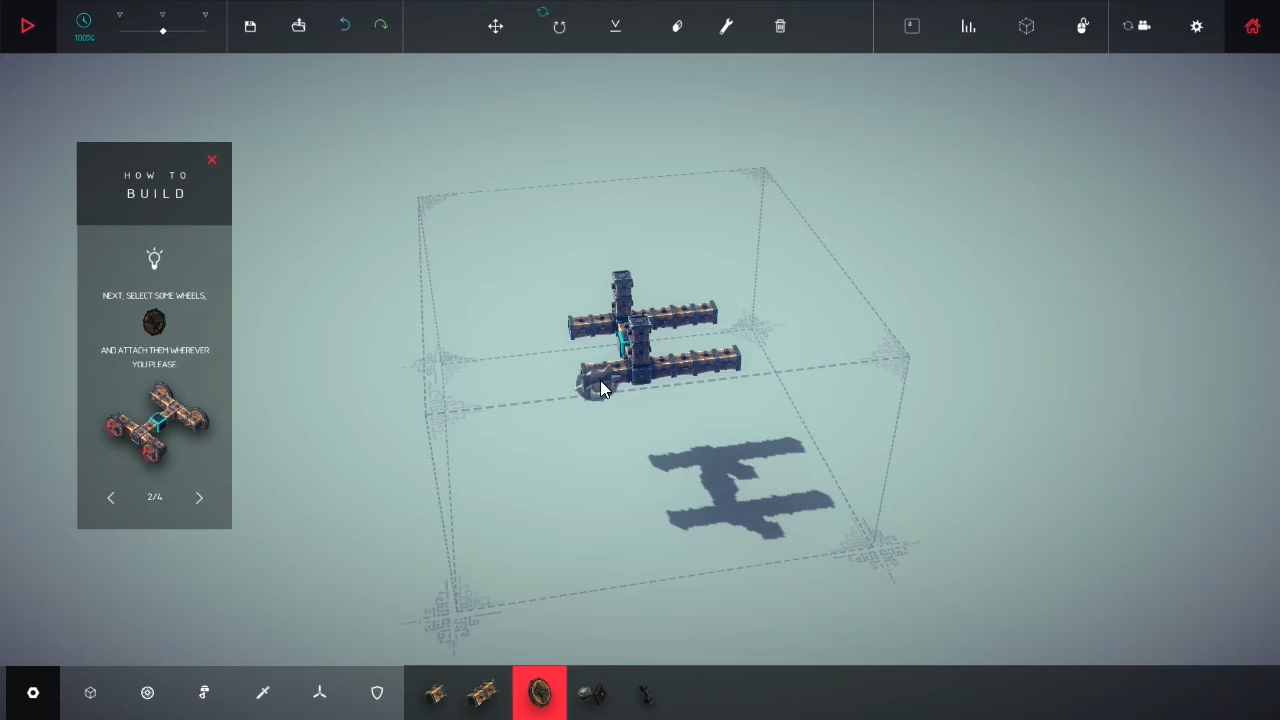 100%
HOW TO
BUILD
NEXT, SELECT SOME WHEELS,
AND ATTACH THEM WHEREVER
YOU PLEASE.
2/4